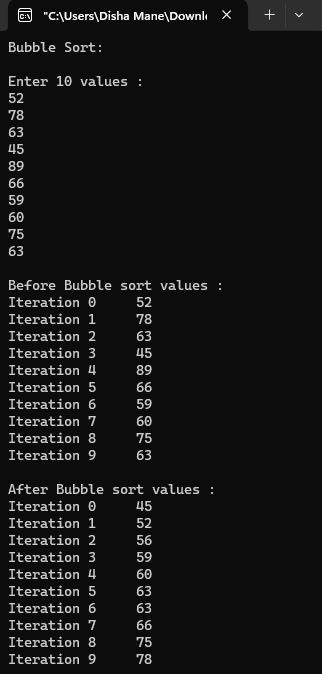 "C:\Users\Disha Mane\Downl
Bubble Sort:
Enter 10 values :
52
78
63
45
89
66
59
60
75
63
Before Bubble sort values :
Iteration 0 52
Iteration 1 78
Iteration 2 63
Iteration 3 45
Iteration 4 89
Iteration 5 66
Iteration 6 59
Iteration 7 60
Iteration 8 75
Iteration 9 63
After Bubble sort values :
Iteration 0 45
Iteration 1 52
Iteration 2 56
Iteration 3 59
Iteration 4 60
Iteration 5 63
Iteration 6 63
Iteration 7 66
Iteration 8 75
Iteration 9 78